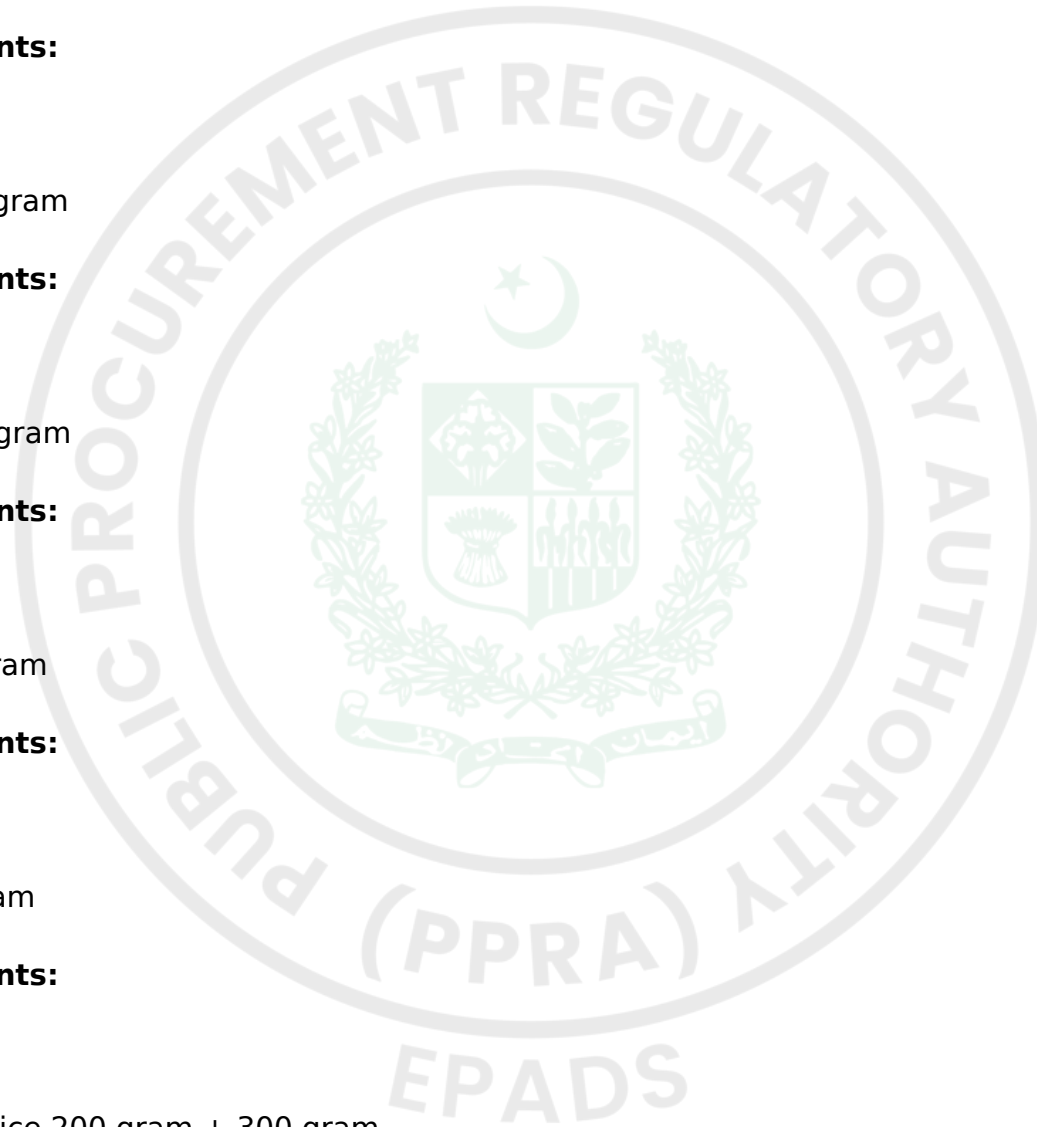 nts:
gram
nts:
gram
nts:
ram
nts:
am
nts:
200 gram + 300 gram
PUBLIC PROCUREMENT REGULATORY AUTHORITY
(PPRA)
EPADS